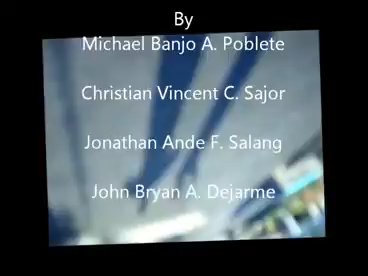 By
Michael Banjo A. Poblete
Christian Vincent C. Sajor
Jonathan Ande F. Salang
John Bryan A. Dejarme